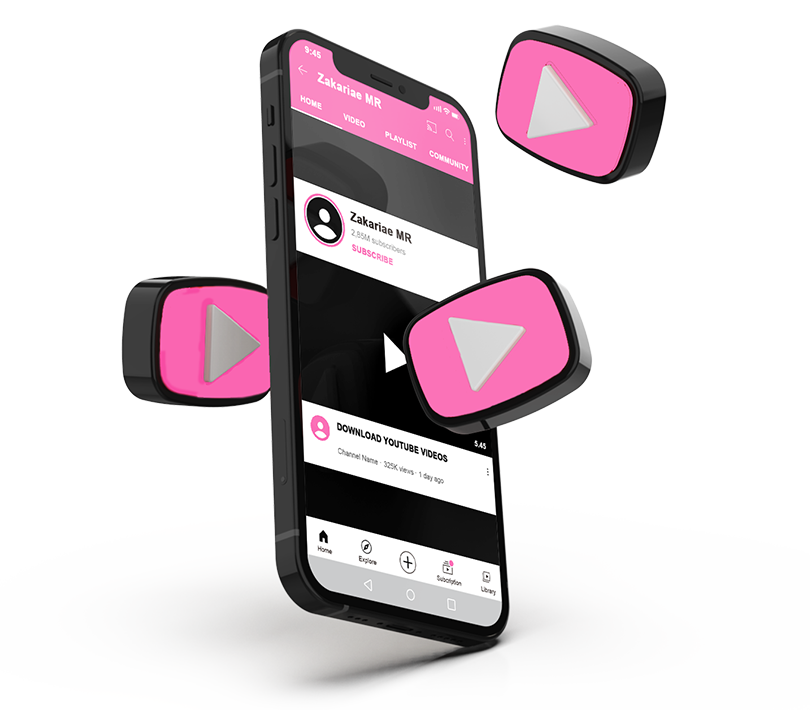 9:45
Zakariae MR
HOME
VIDEO
PLAYLIST
COMMUNITY
Zakariae MR
2,85M subscribers
SUBSCRIBE
5,45
DOWNLOAD YOUTUBE VIDEOS
Channel Name · 325K views · 1 day ago
Home
Explore
Subcription
Library